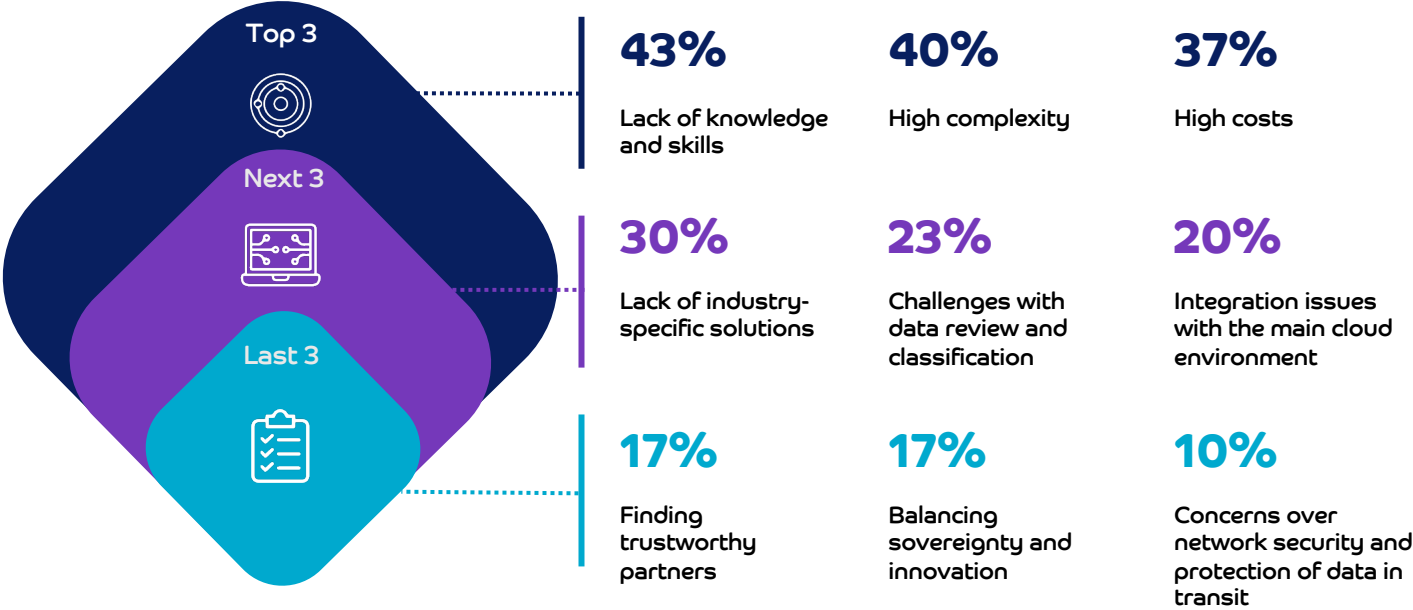 Top 3
43%
Lack of knowledge
and skills
40%
High complexity
37%
High costs
Next 3
30%
Lack of industry-
specific solutions
23%
Challenges with
data review and
classification
20%
Integration issues
with the main cloud
environment
Last 3
17%
Finding
trustworthy
partners
17%
Balancing
sovereignty and
innovation
10%
Concerns over
network security and
protection of data in
transit